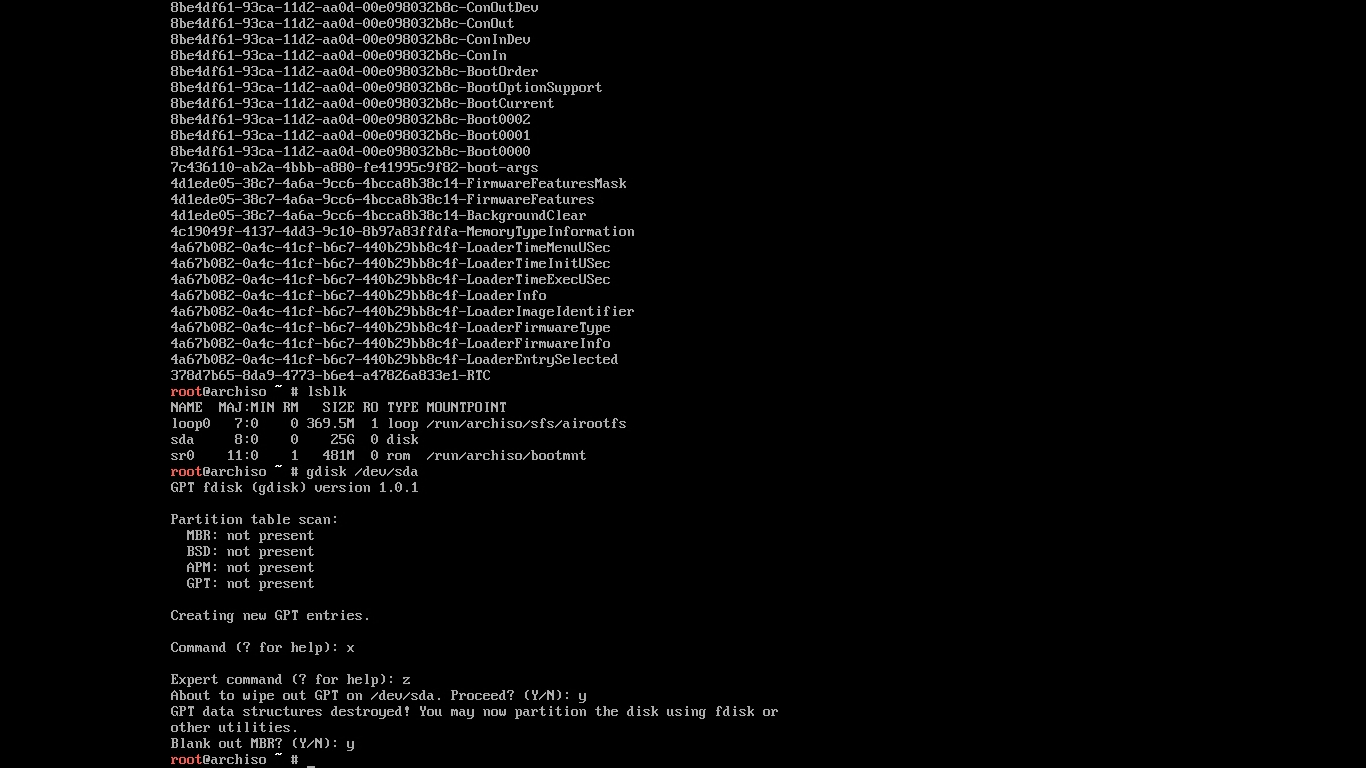 8be4df61-93ca-11d2-aa0d-00e098032b8c-ConOutDev
8be4df61-93ca-11d2-aa0d-00e098032b8c-ConOut
8be4df61-93ca-11d2-aa0d-00e098032b8c-ConInDev
8be4df61-93ca-11d2-aa0d-00e098032b8c-ConIn
8be4df61-93ca-11d2-aa0d-00e098032b8c-BootOrder
8be4df61-93ca-11d2-aa0d-00e098032b8c-BootOptionSupport
8be4df61-93ca-11d2-aa0d-00e098032b8c-BootCurrent
8be4df61-93ca-11d2-aa0d-00e098032b8c-Boot0002
8be4df61-93ca-11d2-aa0d-00e098032b8c-Boot0001
8be4df61-93ca-11d2-aa0d-00e098032b8c-Boot0000
7c436110-ab2a-4bbb-a880-fe41995c9f82-boot-args
4d1ede05-38c7-4a6a-9cc6-4bcca8b38c14-FirmwareFeaturesMask
4d1ede05-38c7-4a6a-9cc6-4bcca8b38c14-FirmwareFeatures
4d1ede05-38c7-4a6a-9cc6-4bcca8b38c14-BackgroundClear
4c19049f-4137-4dd3-9c10-8b97a83ffdfa-MemoryTypeInformation
4a67b082-0a4c-41cf-b6c7-440b29bb8c4f-LoaderTimeMenuUSec
4a67b082-0a4c-41cf-b6c7-440b29bb8c4f-LoaderTimeInitUSec
4a67b082-0a4c-41cf-b6c7-440b29bb8c4f-LoaderTimeExecUSec
4a67b082-0a4c-41cf-b6c7-440b29bb8c4f-LoaderInfo
4a67b082-0a4c-41cf-b6c7-440b29bb8c4f-LoaderImageIdentifier
4a67b082-0a4c-41cf-b6c7-440b29bb8c4f-LoaderFirmwareType
4a67b082-0a4c-41cf-b6c7-440b29bb8c4f-LoaderFirmwareInfo
4a67b082-0a4c-41cf-b6c7-440b29bb8c4f-LoaderEntrySelected
378d7b65-8da9-4773-b6e4-a47826a833e1-RTC
root@archiso ~ # lsblk
NAME  MAJ:MIN RM   SIZE RO TYPE MOUNTPOINT
loop0   7:0    0 369.5M  1 loop /run/archiso/sfs/airootfs
sda     8:0    0    25G  0 disk
sr0    11:0    1   481M  0 rom  /run/archiso/bootmnt
root@archiso ~ # gdisk /dev/sda
GPT fdisk (gdisk) version 1.0.1
Partition table scan:
  MBR: not present
  BSD: not present
  APM: not present
  GPT: not present
Creating new GPT entries.
Command (? for help): x
Expert command (? for help): z
About to wipe out GPT on /dev/sda. Proceed? (Y/N): y
GPT data structures destroyed! You may now partition the disk using fdisk or
other utilities.
Blank out MBR? (Y/N): y
root@archiso ~ # _